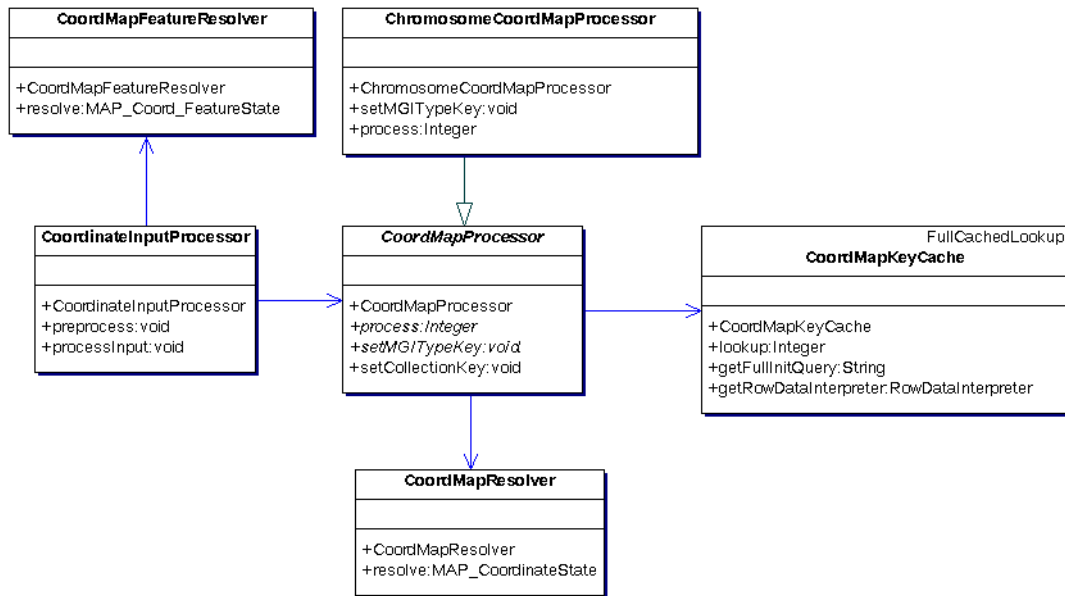 CoordMapFeatureResolver
+CoordMapFeatureResolver
+resolve:MAP_Coord_FeatureState
ChromosomeCoordMapProcessor
+ChromosomeCoordMapProcessor
+setMGITypeKey:void
+process:Integer
CoordinateInputProcessor
+CoordinateInputProcessor
+preprocess:void
+processInput:void
CoordMapProcessor
+CoordMapProcessor
+process:Integer
+setMGITypeKey:void
+setCollectionKey:void
FullCachedLookup
CoordMapKeyCache
+CoordMapKeyCache
+lookup:Integer
+getFullInitQuery:String
+getRowDataInterpreter:RowDataInterpreter
CoordMapResolver
+CoordMapResolver
+resolve:MAP_CoordinateState